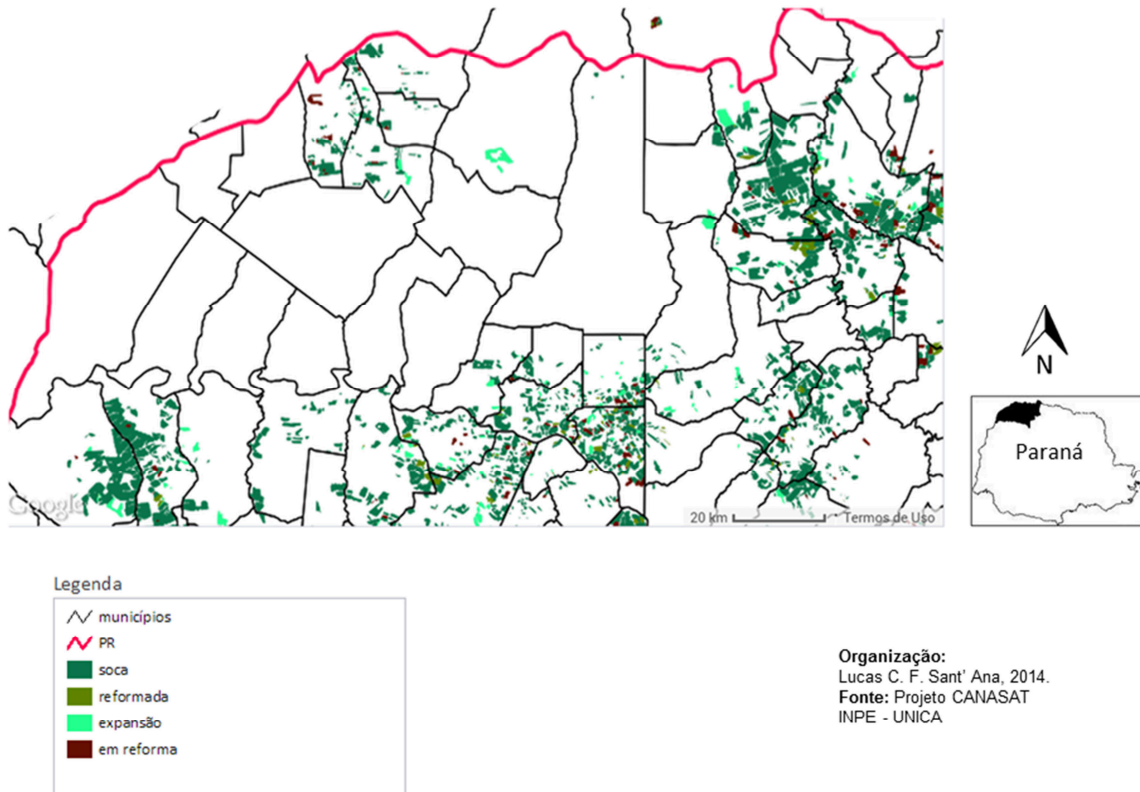 Google
20 km
Termos de Uso
N
Paraná
Legenda
municípios
PR
soca
reformada
expansão
em reforma
Organização:
Lucas C. F. Sant' Ana, 2014.
Fonte: Projeto CANASAT
INPE - UNICA